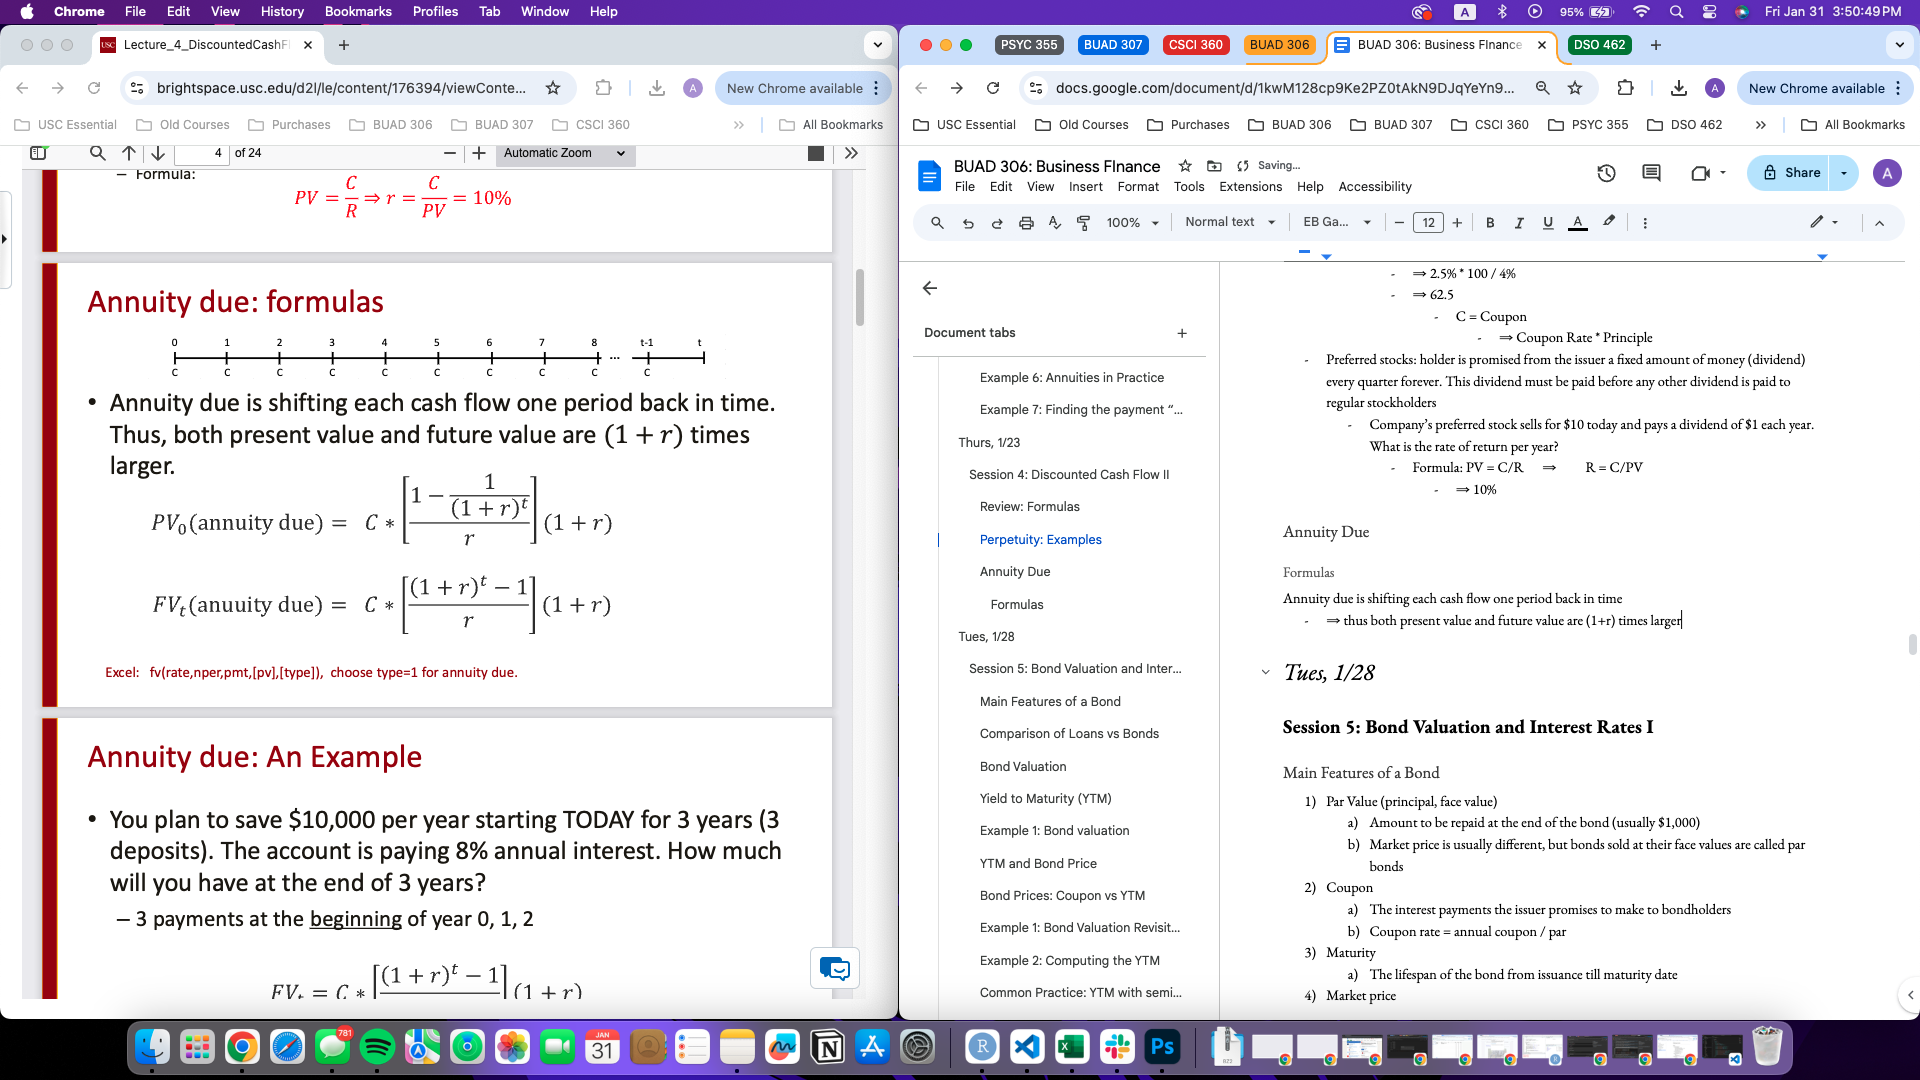 Chrome File Edit View History Bookmarks Profiles Tab Window Help
A 95% Fri Jan 31 3:50:49 PM
USC Lecture_4_DiscountedCashF
PSYC 355 BUAD 307 CSCI 360 BUAD 306 BUAD 306: Business FInance DSO 462
brightspace.usc.edu/d2l/le/content/176394/viewConte... A New Chrome available
docs.google.com/document/d/1kwM128cp9Ke2PZ0tAkN9DJqYeYn9... A New Chrome available
USC Essential Old Courses Purchases BUAD 306 BUAD 307 CSCI 360 » All Bookmarks
USC Essential Old Courses Purchases BUAD 306 BUAD 307 CSCI 360 PSYC 355 DSO 462 » All Bookmarks
4 of 24 − + Automatic Zoom »
– Formula:
PV = C/R ⇒ r = C/PV = 10%
Annuity due: formulas
0 1 2 3 4 5 6 7 8 ... t-1 t
C C C C C C C C C C
• Annuity due is shifting each cash flow one period back in time.
Thus, both present value and future value are (1 + r) times
larger.
PV₀(annuity due) = C * [(1 − 1/(1 + r)^t)/r] (1 + r)
FVₜ(anuuity due) = C * [((1 + r)^t − 1)/r] (1 + r)
Excel: fv(rate,nper,pmt,[pv],[type]), choose type=1 for annuity due.
Annuity due: An Example
• You plan to save $10,000 per year starting TODAY for 3 years (3
deposits). The account is paying 8% annual interest. How much
will you have at the end of 3 years?
– 3 payments at the beginning of year 0, 1, 2
FVₜ = C * [(1 + r)^t − 1] (1 + r)
BUAD 306: Business FInance Saving...
File Edit View Insert Format Tools Extensions Help Accessibility
Share A
100% Normal text EB Ga... − 12 + B I U A
Document tabs +
Example 6: Annuities in Practice
Example 7: Finding the payment “...
Thurs, 1/23
Session 4: Discounted Cash Flow II
Review: Formulas
Perpetuity: Examples
Annuity Due
Formulas
Tues, 1/28
Session 5: Bond Valuation and Inter...
Main Features of a Bond
Comparison of Loans vs Bonds
Bond Valuation
Yield to Maturity (YTM)
Example 1: Bond valuation
YTM and Bond Price
Bond Prices: Coupon vs YTM
Example 1: Bond Valuation Revisit...
Example 2: Computing the YTM
Common Practice: YTM with semi...
- ⇒ 2.5% * 100 / 4%
- ⇒ 62.5
- C = Coupon
- ⇒ Coupon Rate * Principle
- Preferred stocks: holder is promised from the issuer a fixed amount of money (dividend)
every quarter forever. This dividend must be paid before any other dividend is paid to
regular stockholders
- Company’s preferred stock sells for $10 today and pays a dividend of $1 each year.
What is the rate of return per year?
- Formula: PV = C/R ⇒ R = C/PV
- ⇒ 10%
Annuity Due
Formulas
Annuity due is shifting each cash flow one period back in time
- ⇒ thus both present value and future value are (1+r) times larger
Tues, 1/28
Session 5: Bond Valuation and Interest Rates I
Main Features of a Bond
1) Par Value (principal, face value)
a) Amount to be repaid at the end of the bond (usually $1,000)
b) Market price is usually different, but bonds sold at their face values are called par
bonds
2) Coupon
a) The interest payments the issuer promises to make to bondholders
b) Coupon rate = annual coupon / par
3) Maturity
a) The lifespan of the bond from issuance till maturity date
4) Market price
781
JAN
31
R
Ps